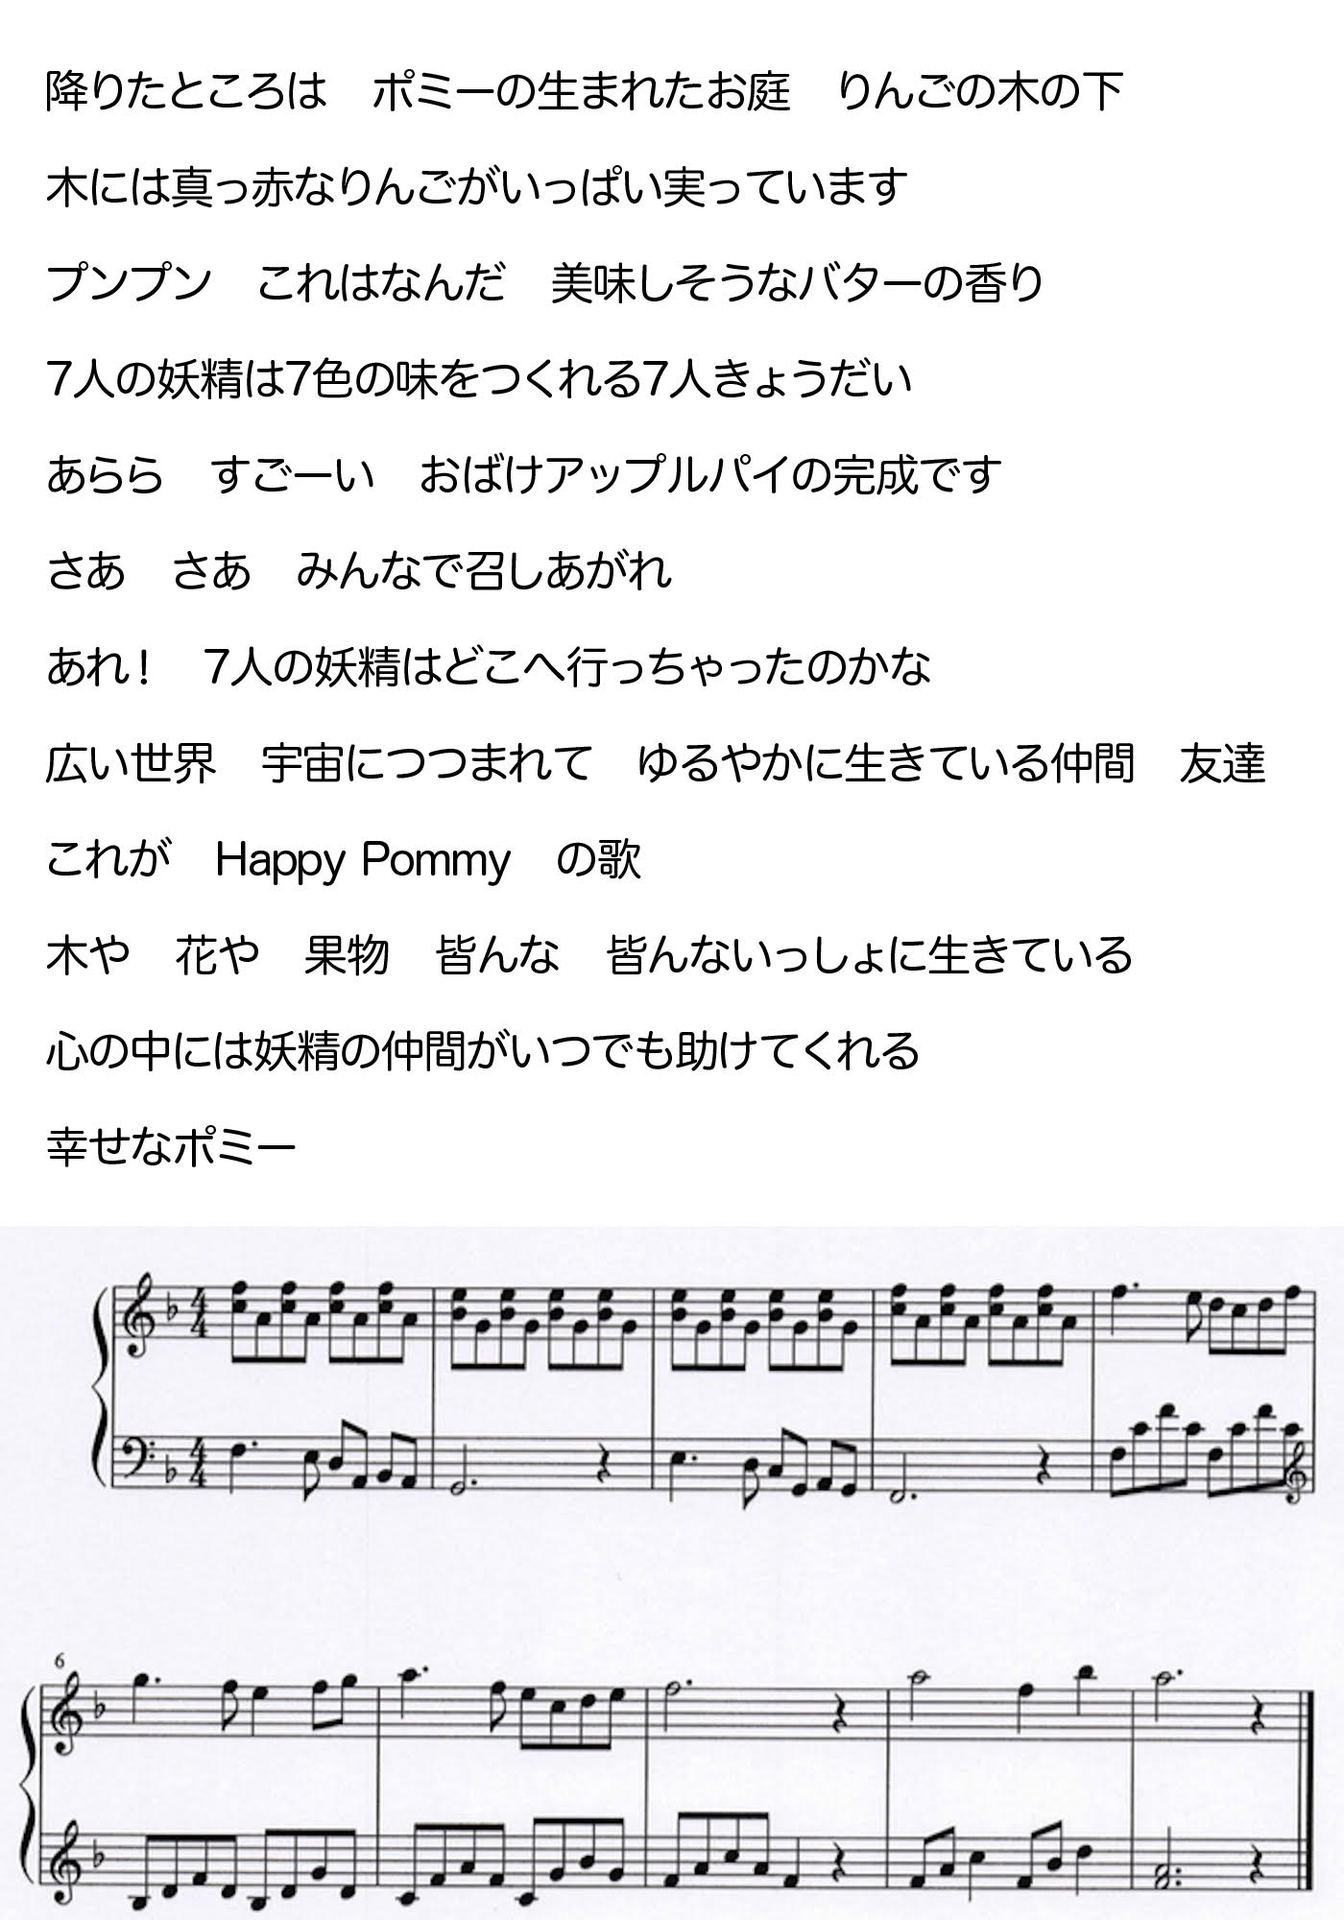 降りたところは　ポミーの生まれたお庭　りんごの木の下
木には真っ赤なりんごがいっぱい実っています
プンプン　これはなんだ　美味しそうなバターの香り
7人の妖精は7色の味をつくれる7人きょうだい
あらら　すごーい　おばけアップルパイの完成です
さあ　さあ　みんなで召しあがれ
あれ！　7人の妖精はどこへ行っちゃったのかな
広い世界　宇宙につつまれて　ゆるやかに生きている仲間　友達
これが　Happy Pommy　の歌
木や　花や　果物　皆んな　皆んないっしょに生きている
心の中には妖精の仲間がいつでも助けてくれる
幸せなポミー
4 4
4 4
6